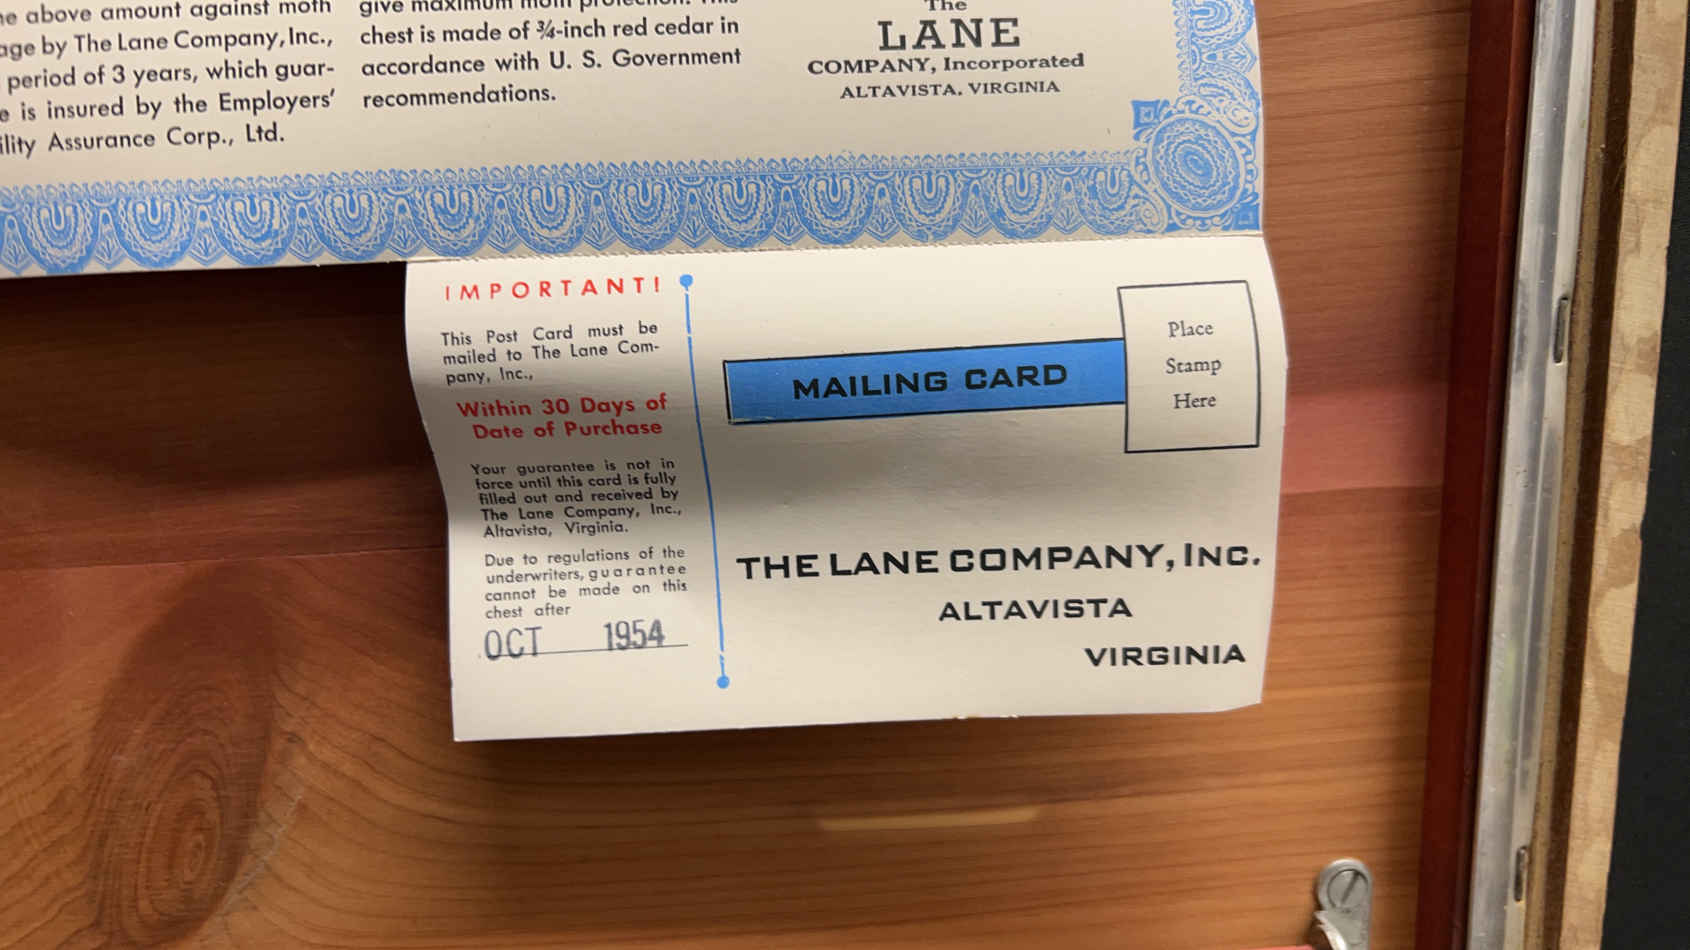 above amount against moth
by The Lane Company, Inc.,
period of 3 years, which guar-
is insured by the Employers'
Assurance Corp., Ltd.
give maximum moth protection. This
chest is made of ¾-inch red cedar in
accordance with U. S. Government
recommendations.
The
LANE
COMPANY, Incorporated
ALTAVISTA, VIRGINIA
IMPORTANT!
This Post Card must be
mailed to The Lane Com-
pany, Inc.,
Within 30 Days of
Date of Purchase
Your guarantee is not in
force until this card is fully
filled out and received by
The Lane Company, Inc.,
Altavista, Virginia.
Due to regulations of the
underwriters, guarantee
cannot be made on this
chest after
OCT 1954
MAILING CARD
Place
Stamp
Here
THE LANE COMPANY, INC.
ALTAVISTA
VIRGINIA